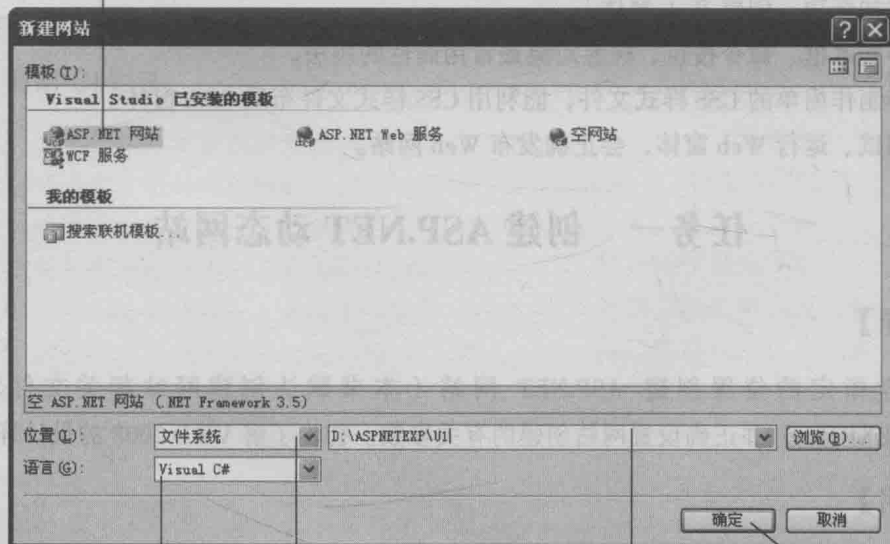 新建网站
模板(T):
Visual Studio 已安装的模板
ASP.NET 网站
ASP.NET Web 服务
空网站
WCF 服务
我的模板
搜索联机模板...
空 ASP.NET 网站 (.NET Framework 3.5)
位置(L):
文件系统
D:\ASPNETEXP\U1
浏览(B)...
语言(G):
Visual C#
确定
取消
任务一 创建 ASP.NET 动态网站